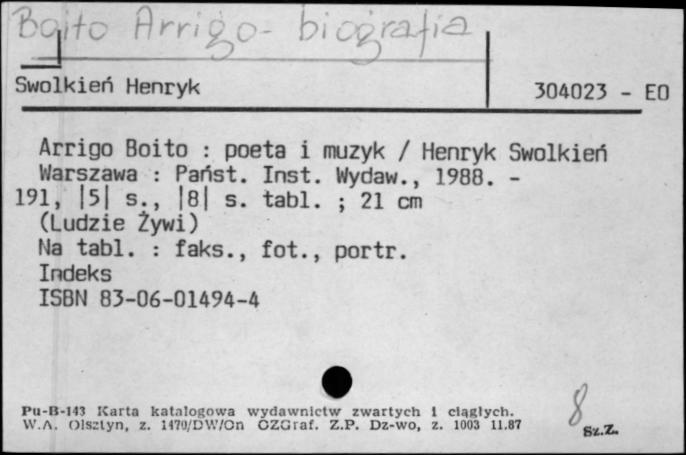 Boito Arrigo - biografia
Swolkień Henryk 304023 - EO
Arrigo Boito : poeta i muzyk / Henryk Swolkień
Warszawa : Państ. Inst. Wydaw., 1988. -
191, |5| s., |8| s. tabl. ; 21 cm
(Ludzie Żywi)
Na tabl. : faks., fot., portr.
Indeks
ISBN 83-06-01494-4
8
Pu-B-143 Karta katalogowa wydawnictw zwartych i ciągłych.
W.A. Olsztyn, z. 1470/DW/Gn OZGraf. Z.P. Dz-wo, z. 1003 11.87
Sz.Z.